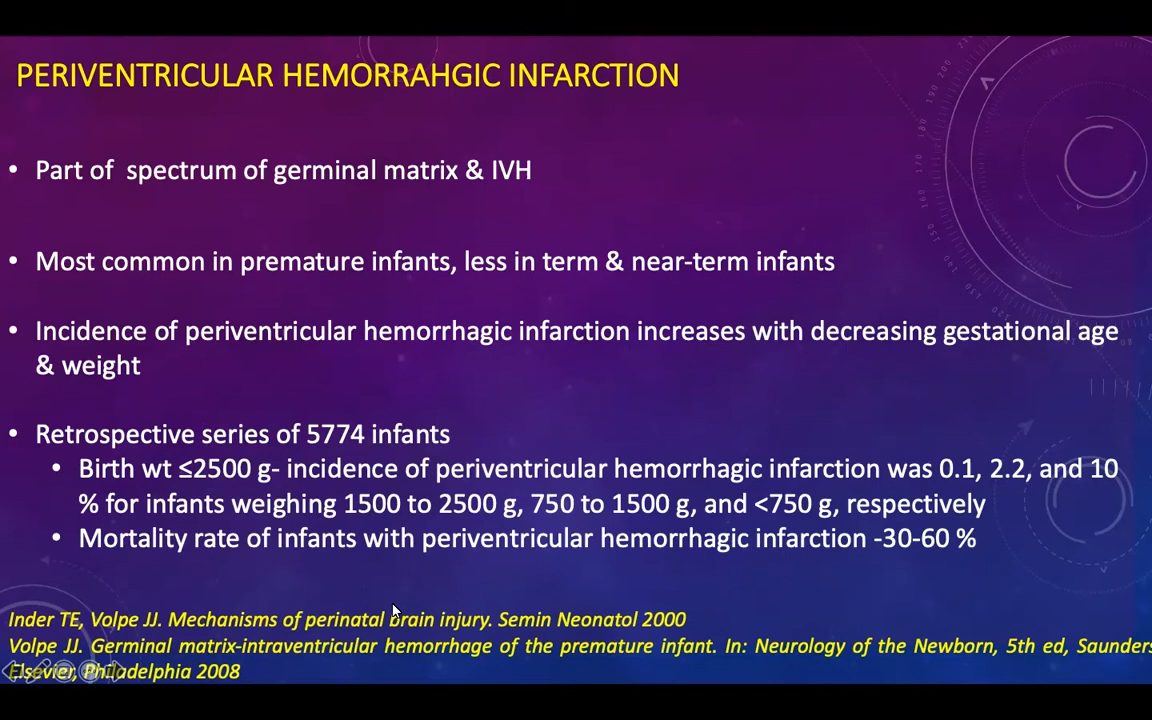 PERIVENTRICULAR HEMORRAHGIC INFARCTION
• Part of  spectrum of germinal matrix & IVH
• Most common in premature infants, less in term & near-term infants
• Incidence of periventricular hemorrhagic infarction increases with decreasing gestational age
& weight
• Retrospective series of 5774 infants
• Birth wt ≤2500 g- incidence of periventricular hemorrhagic infarction was 0.1, 2.2, and 10
% for infants weighing 1500 to 2500 g, 750 to 1500 g, and <750 g, respectively
• Mortality rate of infants with periventricular hemorrhagic infarction -30-60 %
Inder TE, Volpe JJ. Mechanisms of perinatal brain injury. Semin Neonatol 2000
Volpe JJ. Germinal matrix-intraventricular hemorrhage of the premature infant. In: Neurology of the Newborn, 5th ed, Saunders
Elsevier, Philadelphia 2008